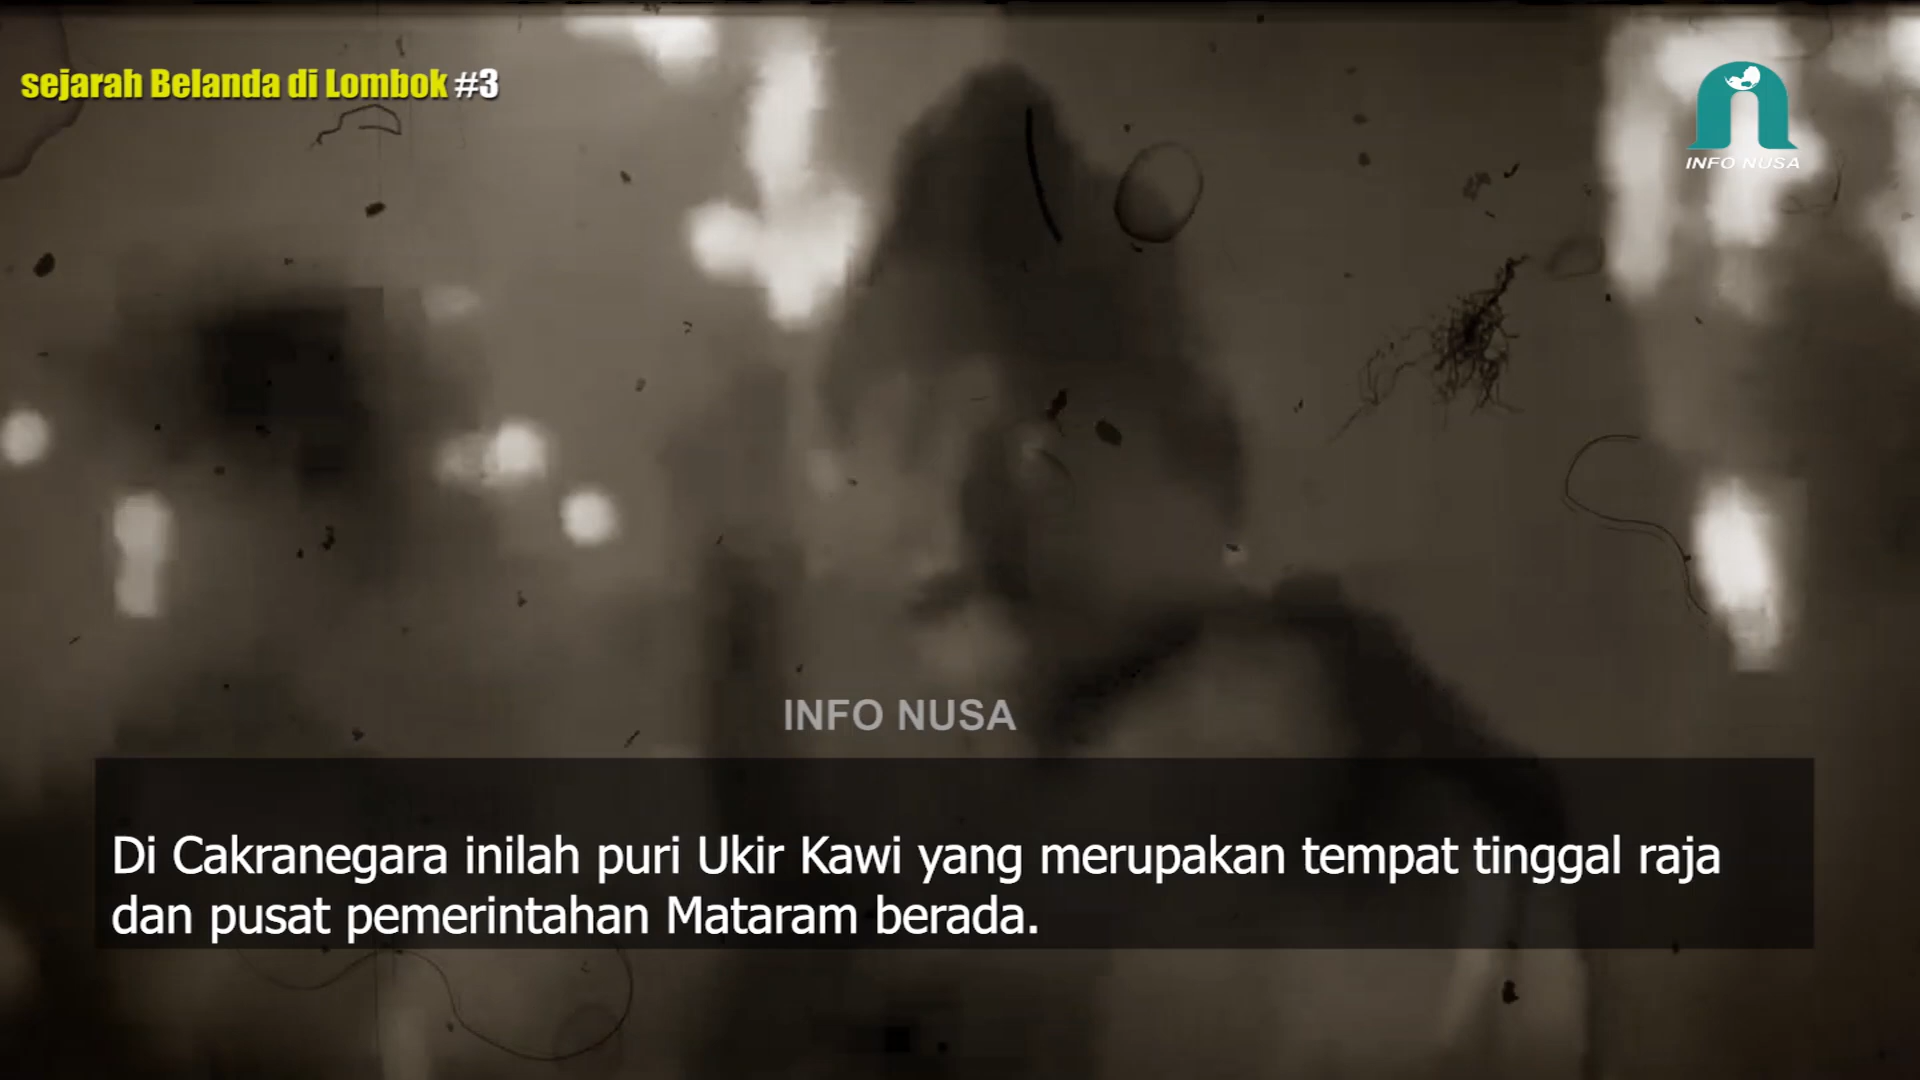 sejarah Belanda di Lombok #3
INFO NUSA
INFO NUSA
Di Cakranegara inilah puri Ukir Kawi yang merupakan tempat tinggal raja
dan pusat pemerintahan Mataram berada.